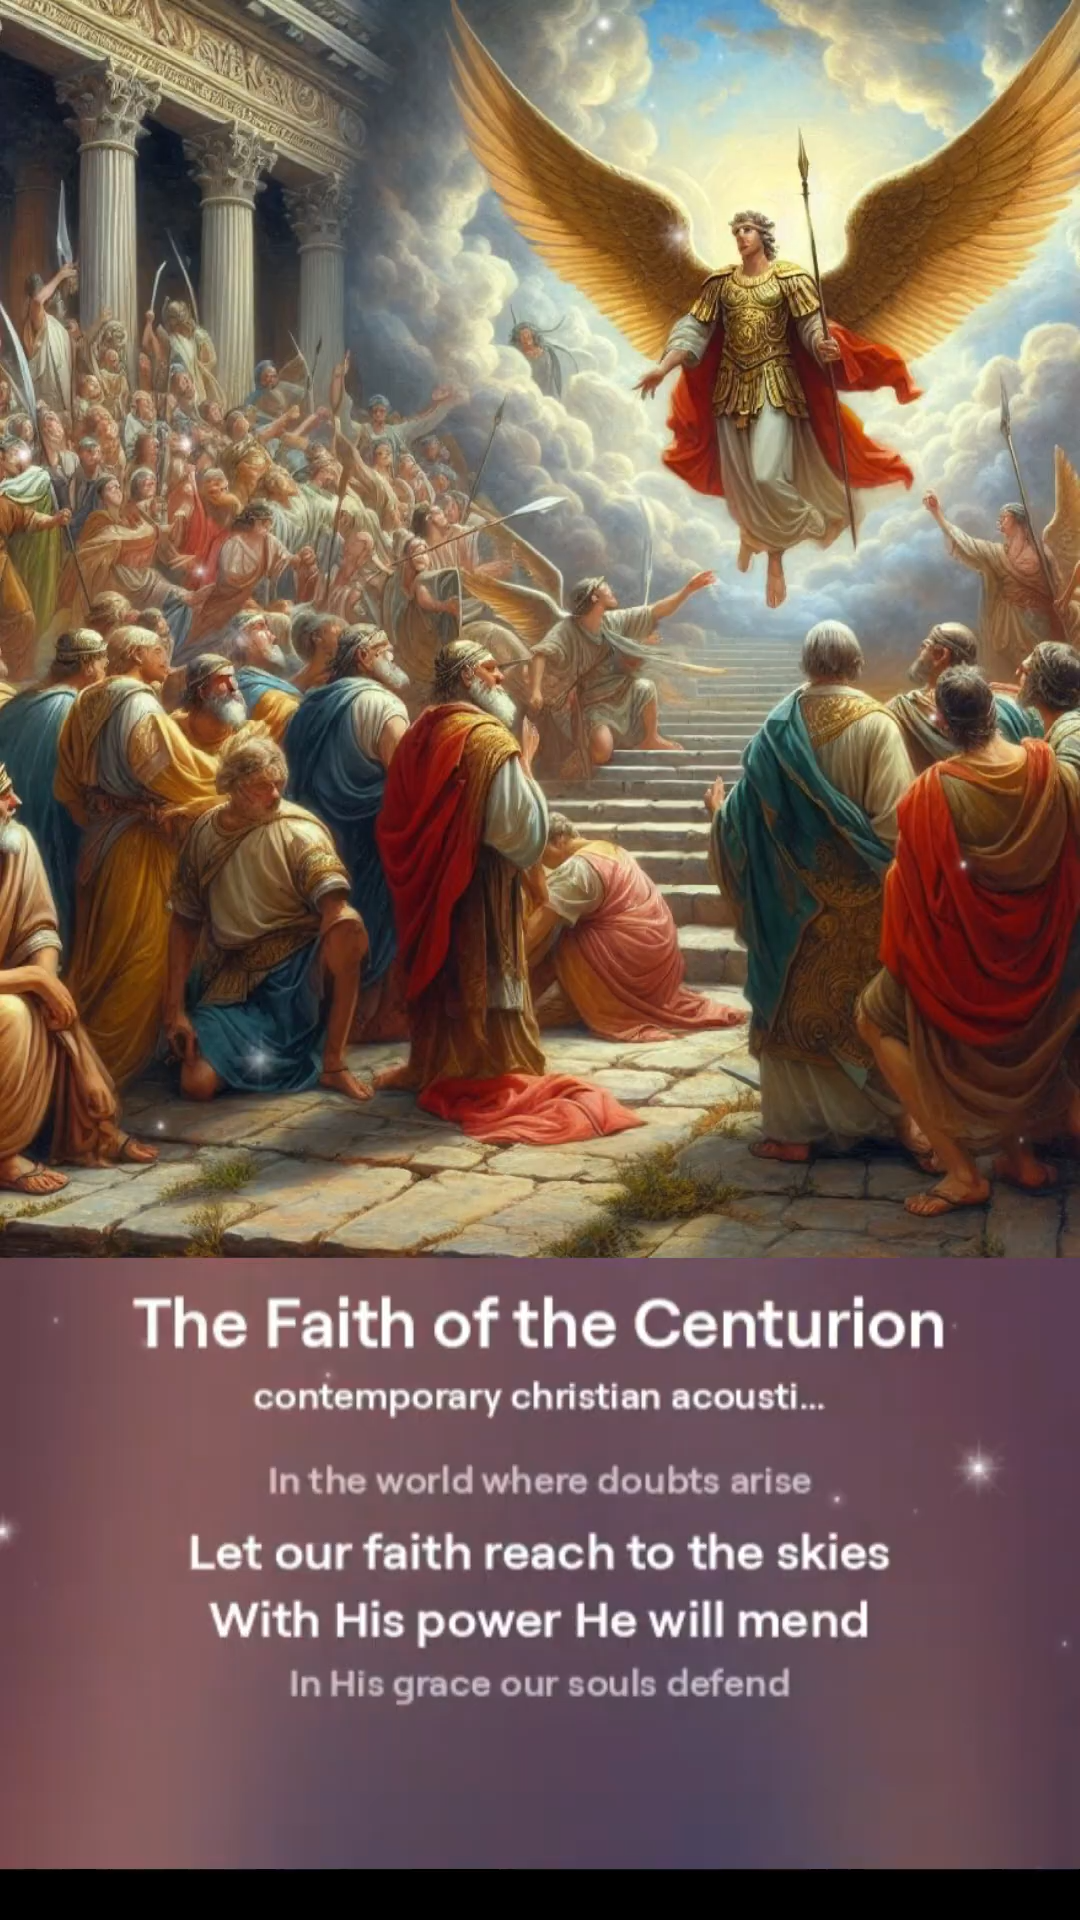 The Faith of the Centurion
contemporary christian acousti...
In the world where doubts arise
Let our faith reach to the skies
With His power He will mend
In His grace our souls defend